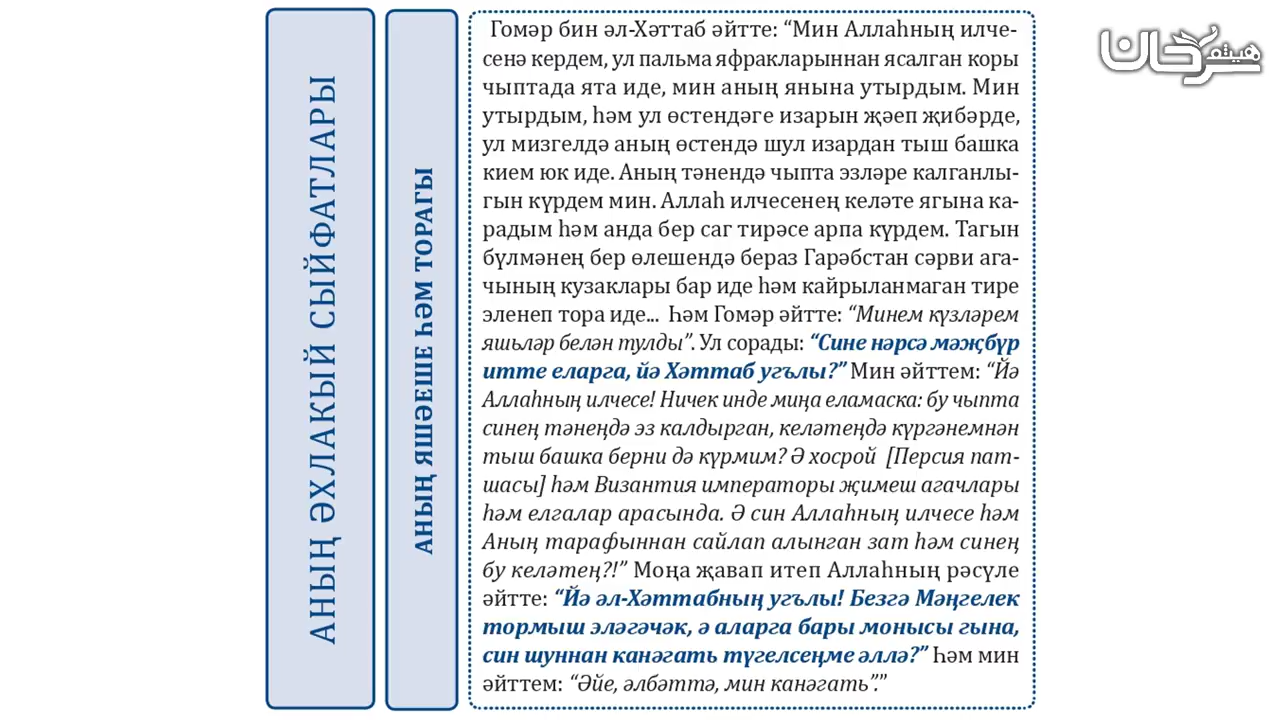 АНЫҢ ӘХЛАКЫЙ СЫЙФАТЛАРЫ
АНЫҢ ЯШӘЕШЕ ҺӘМ ТОРАГЫ
Гомәр бин әл-Хәттаб әйтте: “Мин Аллаһның илче-
сенә кердем, ул пальма яфракларыннан ясалган коры
чыптада ята иде, мин аның янына утырдым. Мин
утырдым, һәм ул өстендәге изарын җәеп җибәрде,
ул мизгелдә аның өстендә шул изардан тыш башка
кием юк иде. Аның тәнендә чыпта эзләре калганлы-
гын күрдем мин. Аллаһ илчесенең келәте ягына ка-
радым һәм анда бер саг тирәсе арпа күрдем. Тагын
бүлмәнең бер өлешендә бераз Гарәбстан сәрви ага-
чының кузаклары бар иде һәм кайрыланмаган тире
эленеп тора иде... Һәм Гомәр әйтте: “Минем күзләрем
яшьләр белән тулды”. Ул сорады: “Сине нәрсә мәҗбүр
итте еларга, йә Хәттаб угълы?” Мин әйттем: “Йә
Аллаһның илчесе! Ничек инде миңа еламаска: бу чыпта
синең тәнеңдә эз калдырган, келәтеңдә күргәнемнән
тыш башка берни дә күрмим? Ә хосрой [Персия пат-
шасы] һәм Византия императоры җимеш агачлары
һәм елгалар арасында. Ә син Аллаһның илчесе һәм
Аның тарафыннан сайлап алынган зат һәм синең
бу келәтең?!” Моңа җавап итеп Аллаһның рәсүле
әйтте: “Йә әл-Хәттабның угълы! Безгә Мәңгелек
тормыш эләгәчәк, ә аларга бары монысы гына,
син шуннан канәгать түгелсеңме әллә?” Һәм мин
әйттем: “Әйе, әлбәттә, мин канәгать”.”